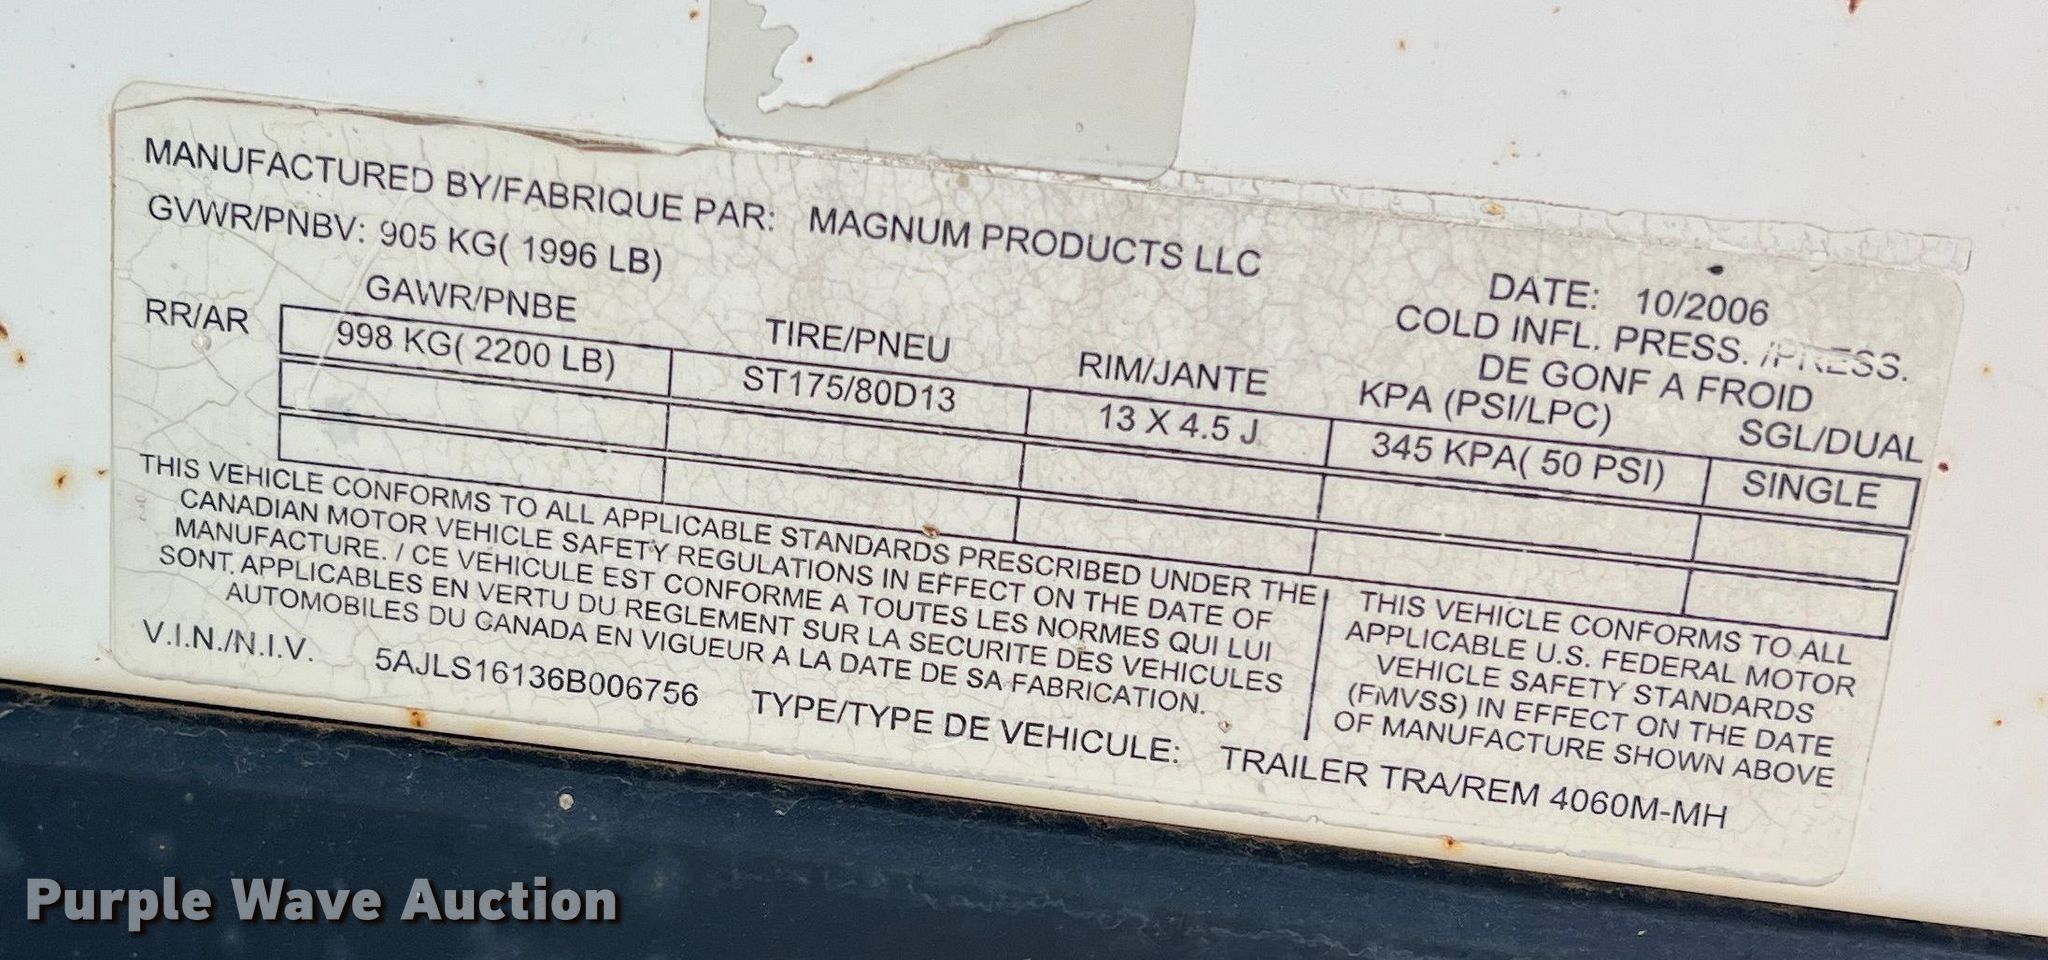 MANUFACTURED BY/FABRIQUE PAR: MAGNUM PRODUCTS LLC
GVWR/PNBV: 905 KG( 1996 LB)
DATE: 10/2006
COLD INFL. PRESS. /PRESS.
DE GONF A FROID
GAWR/PNBE TIRE/PNEU RIM/JANTE KPA (PSI/LPC) SGL/DUAL
RR/AR 998 KG( 2200 LB) ST175/80D13 13 X 4.5 J 345 KPA( 50 PSI) SINGLE
THIS VEHICLE CONFORMS TO ALL APPLICABLE STANDARDS PRESCRIBED UNDER THE
CANADIAN MOTOR VEHICLE SAFETY REGULATIONS IN EFFECT ON THE DATE OF
MANUFACTURE. / CE VEHICULE EST CONFORME A TOUTES LES NORMES QUI LUI
SONT APPLICABLES EN VERTU DU REGLEMENT SUR LA SECURITE DES VEHICULES
AUTOMOBILES DU CANADA EN VIGUEUR A LA DATE DE SA FABRICATION.
THIS VEHICLE CONFORMS TO ALL
APPLICABLE U.S. FEDERAL MOTOR
VEHICLE SAFETY STANDARDS
(FMVSS) IN EFFECT ON THE DATE
OF MANUFACTURE SHOWN ABOVE
V.I.N./N.I.V. 5AJLS16136B006756 TYPE/TYPE DE VEHICULE: TRAILER TRA/REM 4060M-MH
Purple Wave Auction